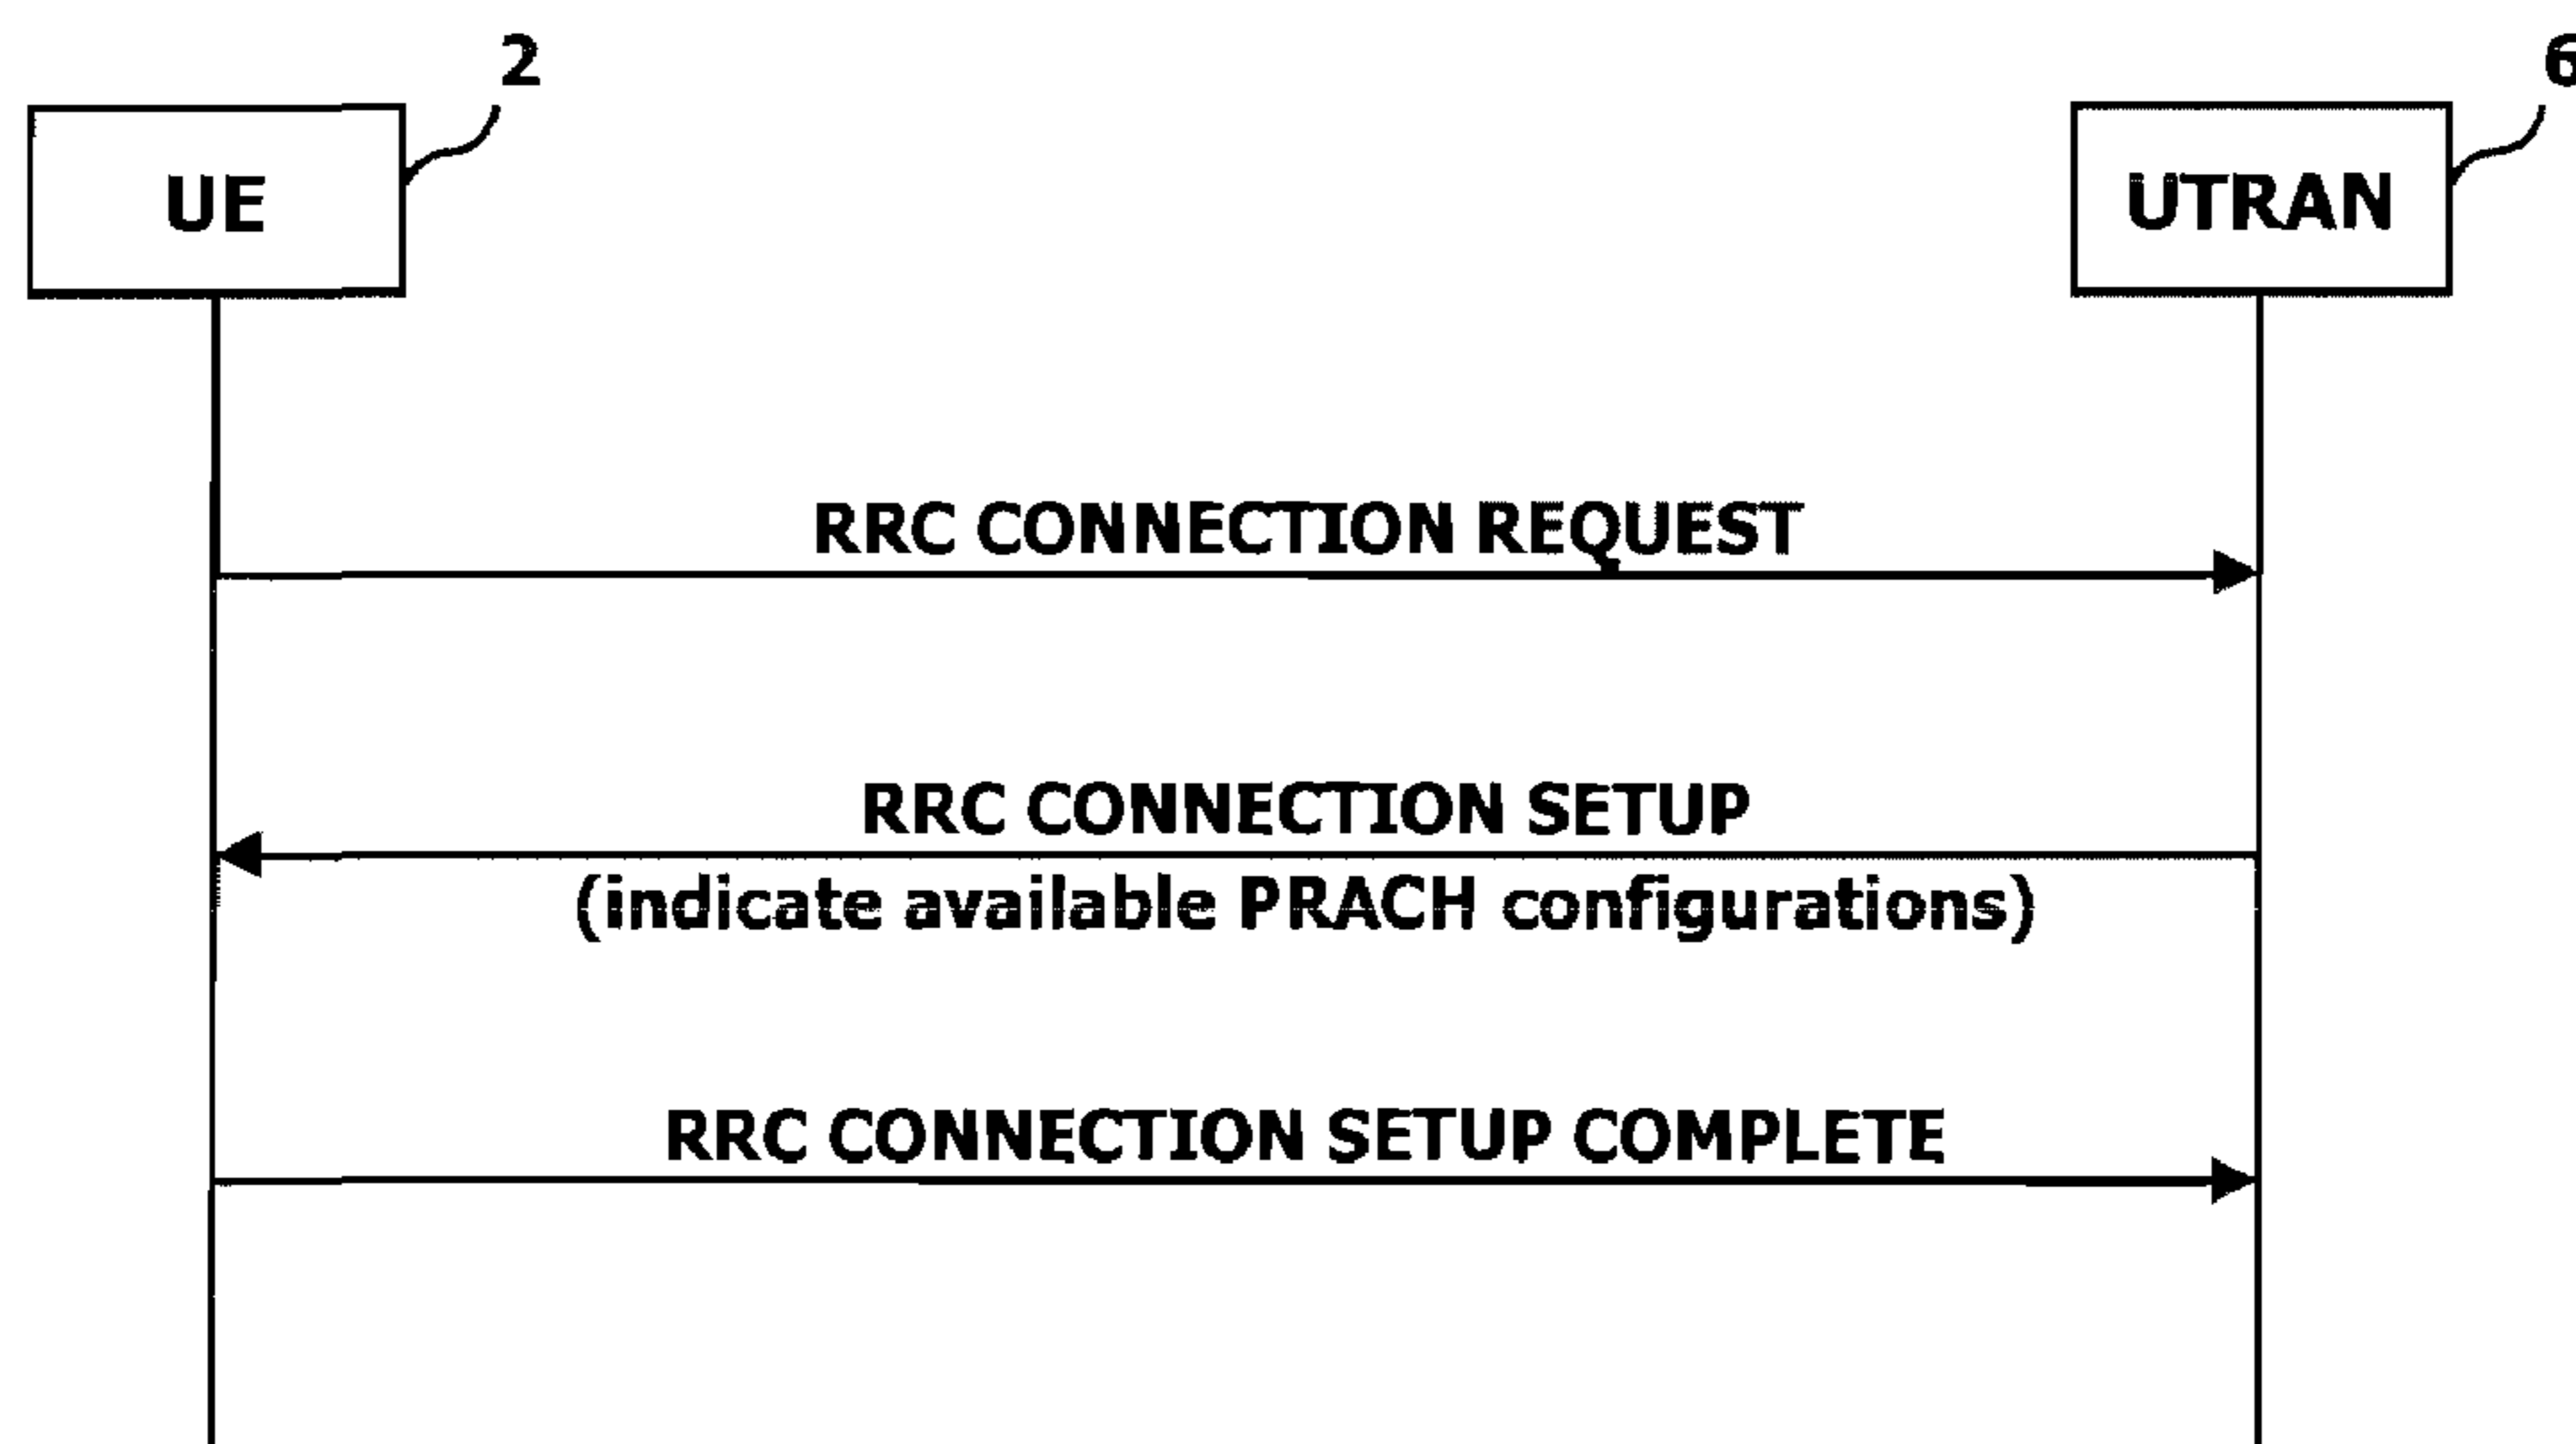 2
6
UE
UTRAN
RRC CONNECTION REQUEST
RRC CONNECTION SETUP
(indicate available PRACH configurations)
RRC CONNECTION SETUP COMPLETE